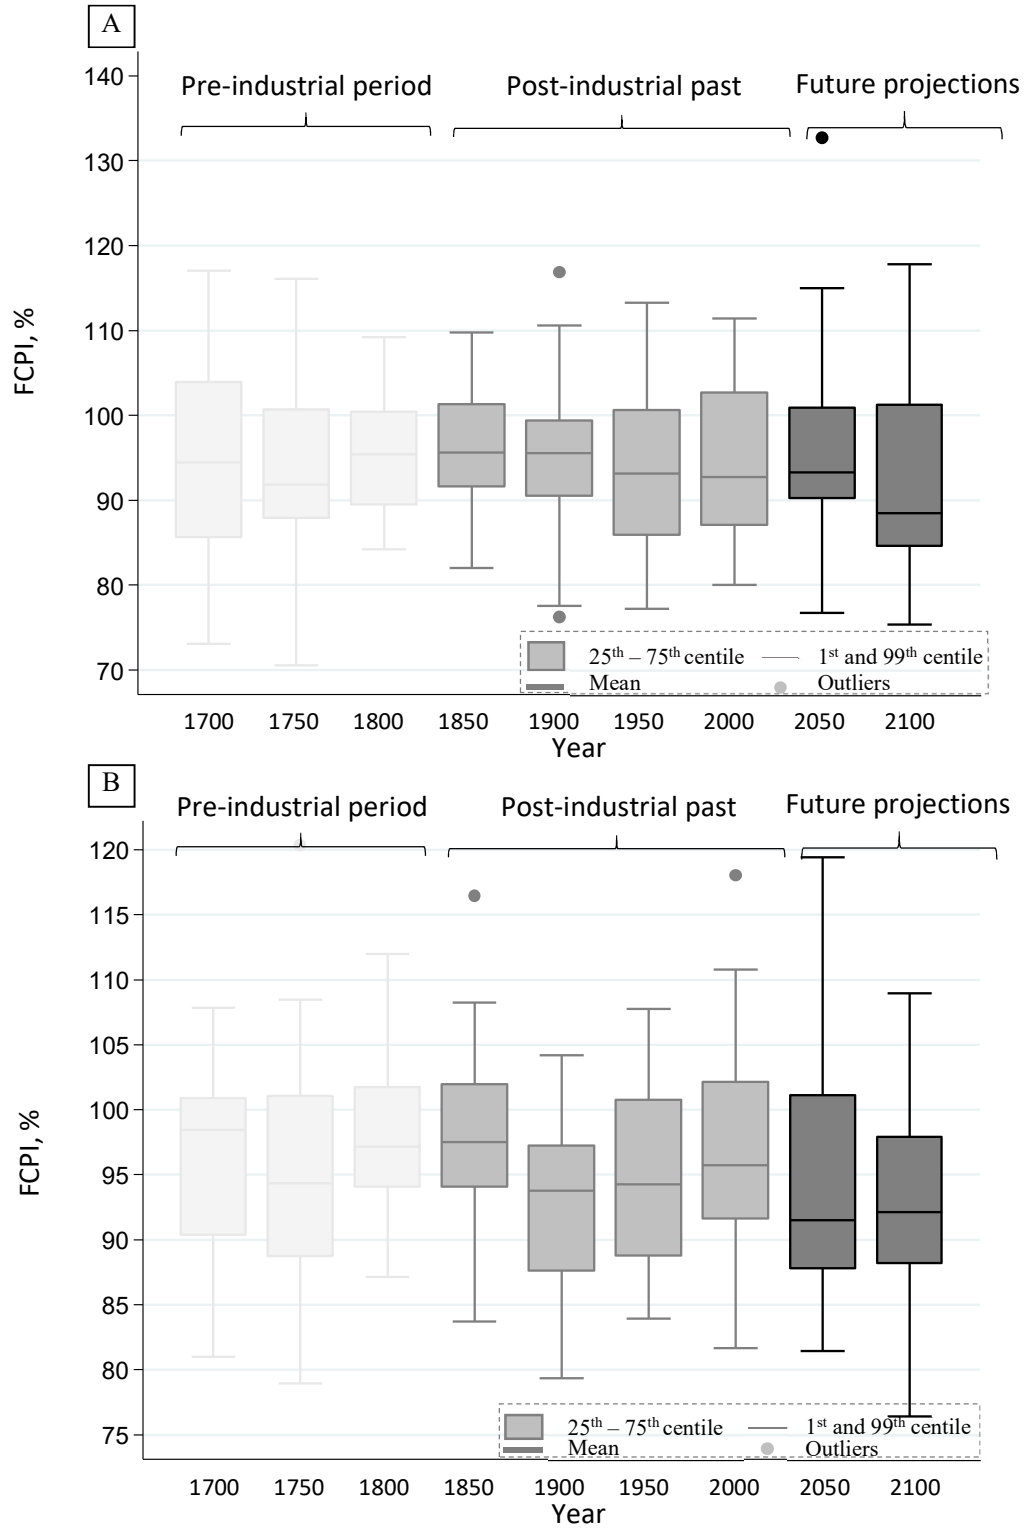 A
Pre-industrial period Post-industrial past Future projections
140
130
120
110
100
90
80
70
FCPI, %
25th – 75th centile 1st and 99th centile
Mean Outliers
1700 1750 1800 1850 1900 1950 2000 2050 2100
Year
B
Pre-industrial period Post-industrial past Future projections
120
115
110
105
100
95
90
85
80
75
FCPI, %
25th – 75th centile 1st and 99th centile
Mean Outliers
1700 1750 1800 1850 1900 1950 2000 2050 2100
Year